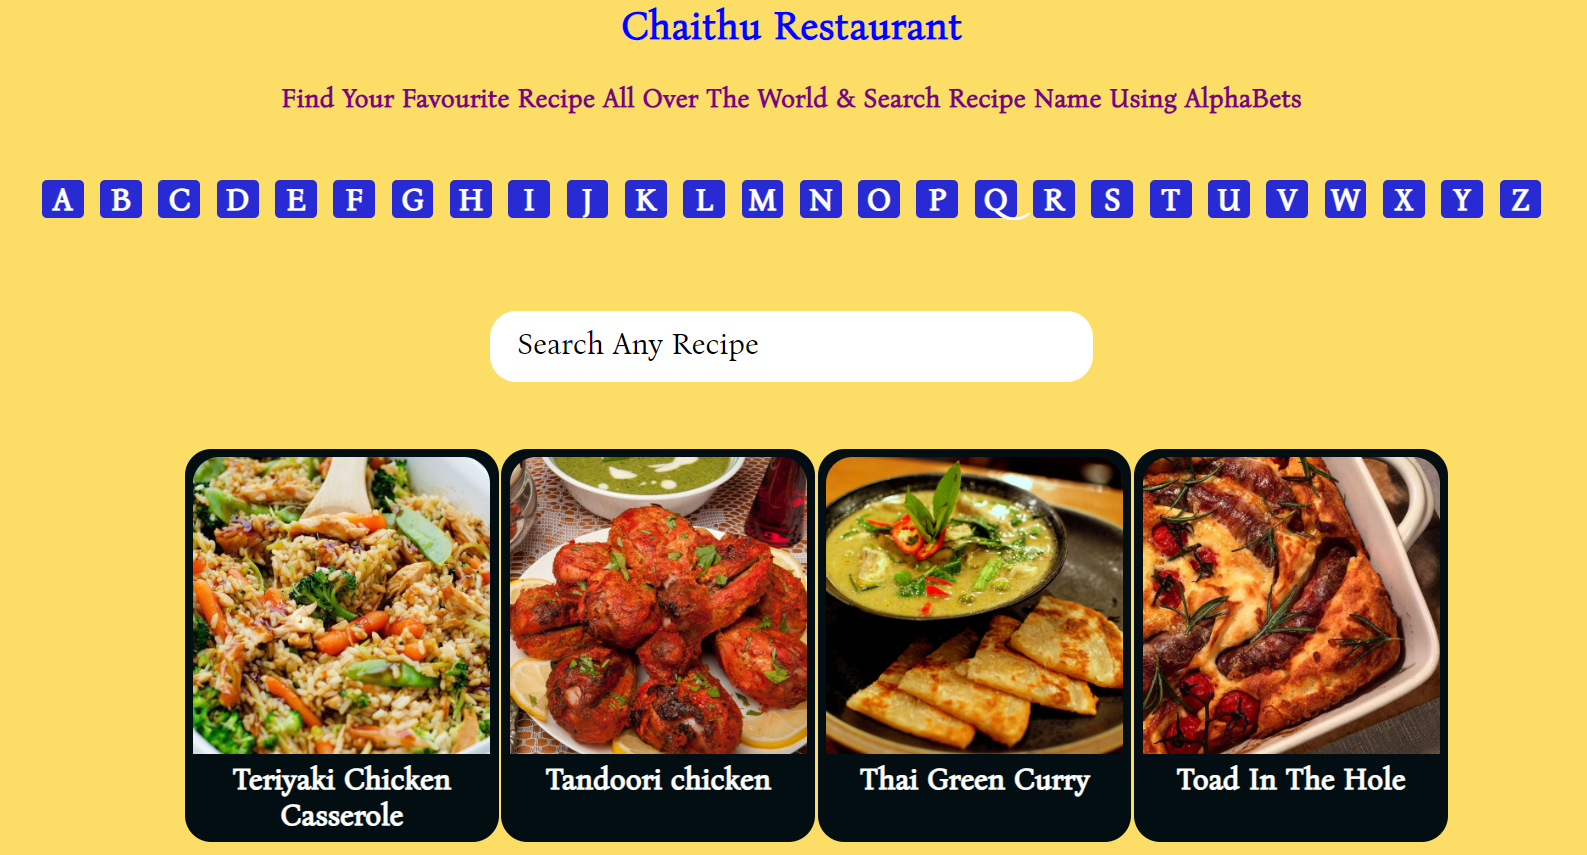 Chaithu Restaurant
Find Your Favourite Recipe All Over The World & Search Recipe Name Using AlphaBets
A B C D E F G H I J K L M N O P Q R S T U V W X Y Z
Search Any Recipe
Teriyaki Chicken
Casserole
Tandoori chicken
Thai Green Curry
Toad In The Hole